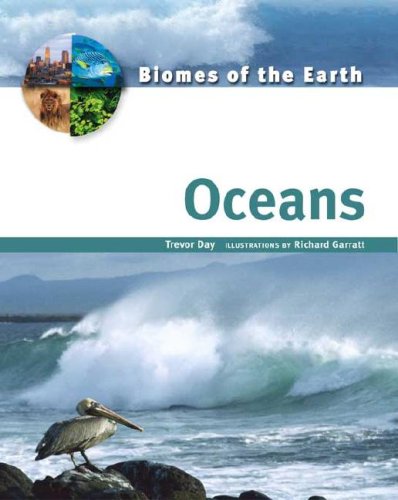 Biomes of the Earth
Oceans
Trevor Day ILLUSTRATIONS BY Richard Garratt